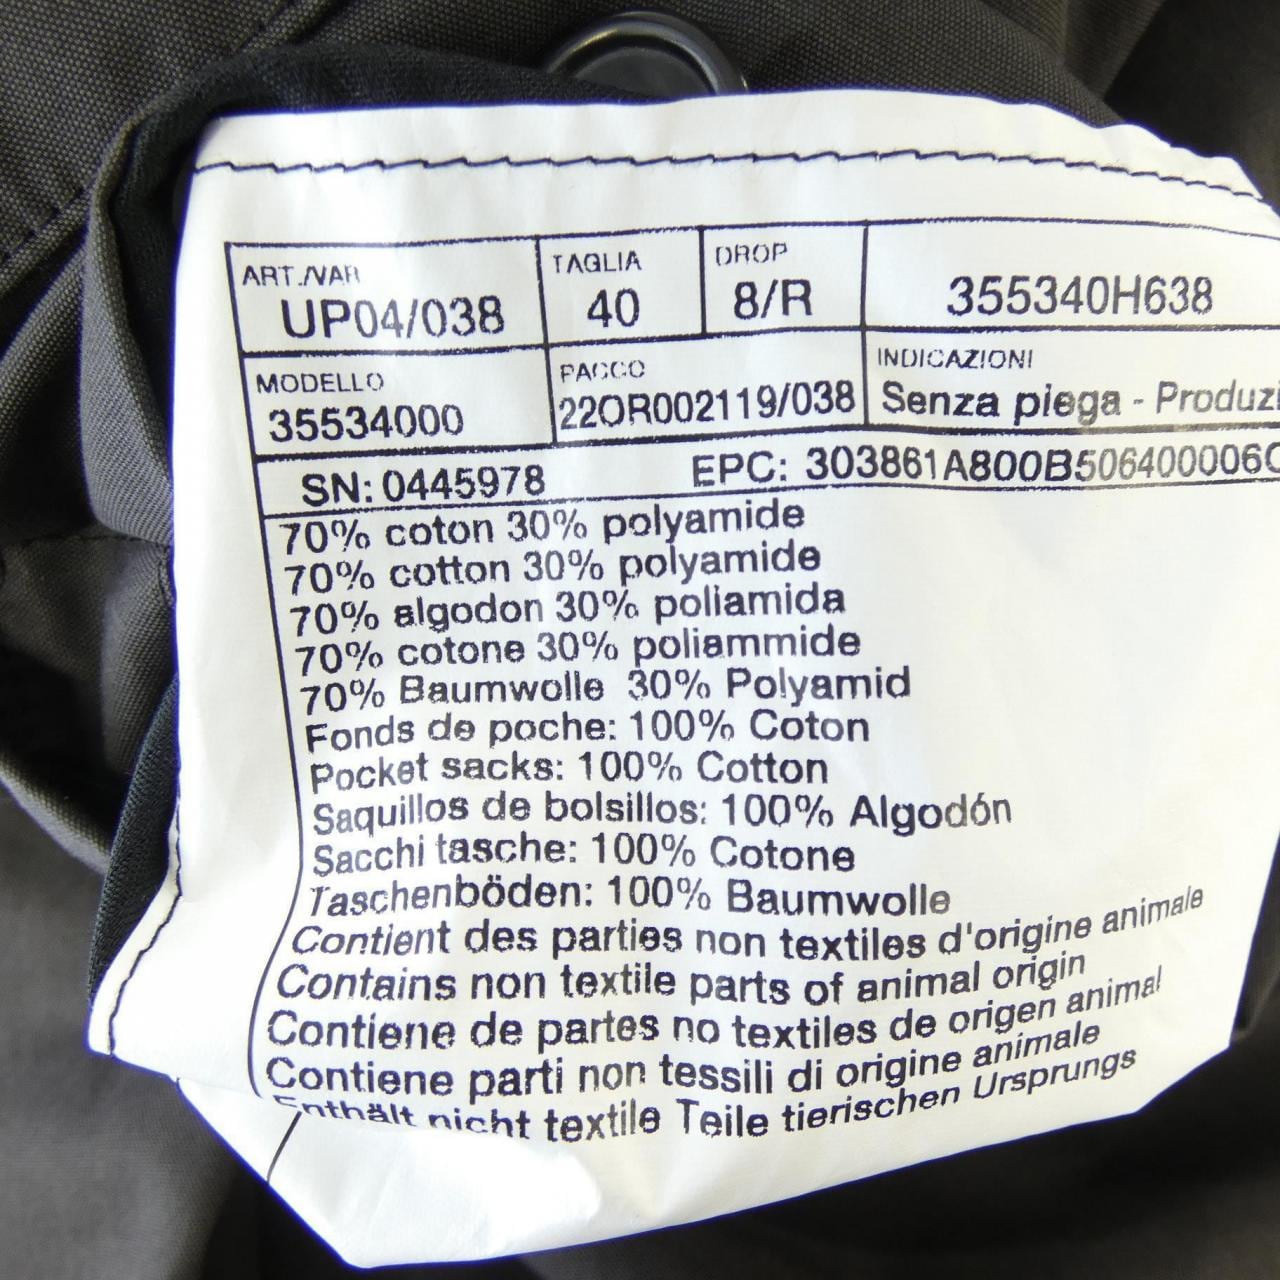 ART./VAR TAGLIA DROP
UP04/038 40 8/R 355340H638
MODELLO PACCO INDICAZIONI
35534000 22OR002119/038 Senza piega - Produzi
SN: 0445978 EPC: 303861A800B506400006
70% coton 30% polyamide
70% cotton 30% polyamide
70% algodon 30% poliamida
70% cotone 30% poliammide
70% Baumwolle 30% Polyamid
Fonds de poche: 100% Coton
Pocket sacks: 100% Cotton
Saquillos de bolsillos: 100% Algodón
Sacchi tasche: 100% Cotone
Taschenböden: 100% Baumwolle
Contient des parties non textiles d'origine animale
Contains non textile parts of animal origin
Contiene de partes no textiles de origen animal
Contiene parti non tessili di origine animale
Enthält nicht textile Teile tierischen Ursprungs